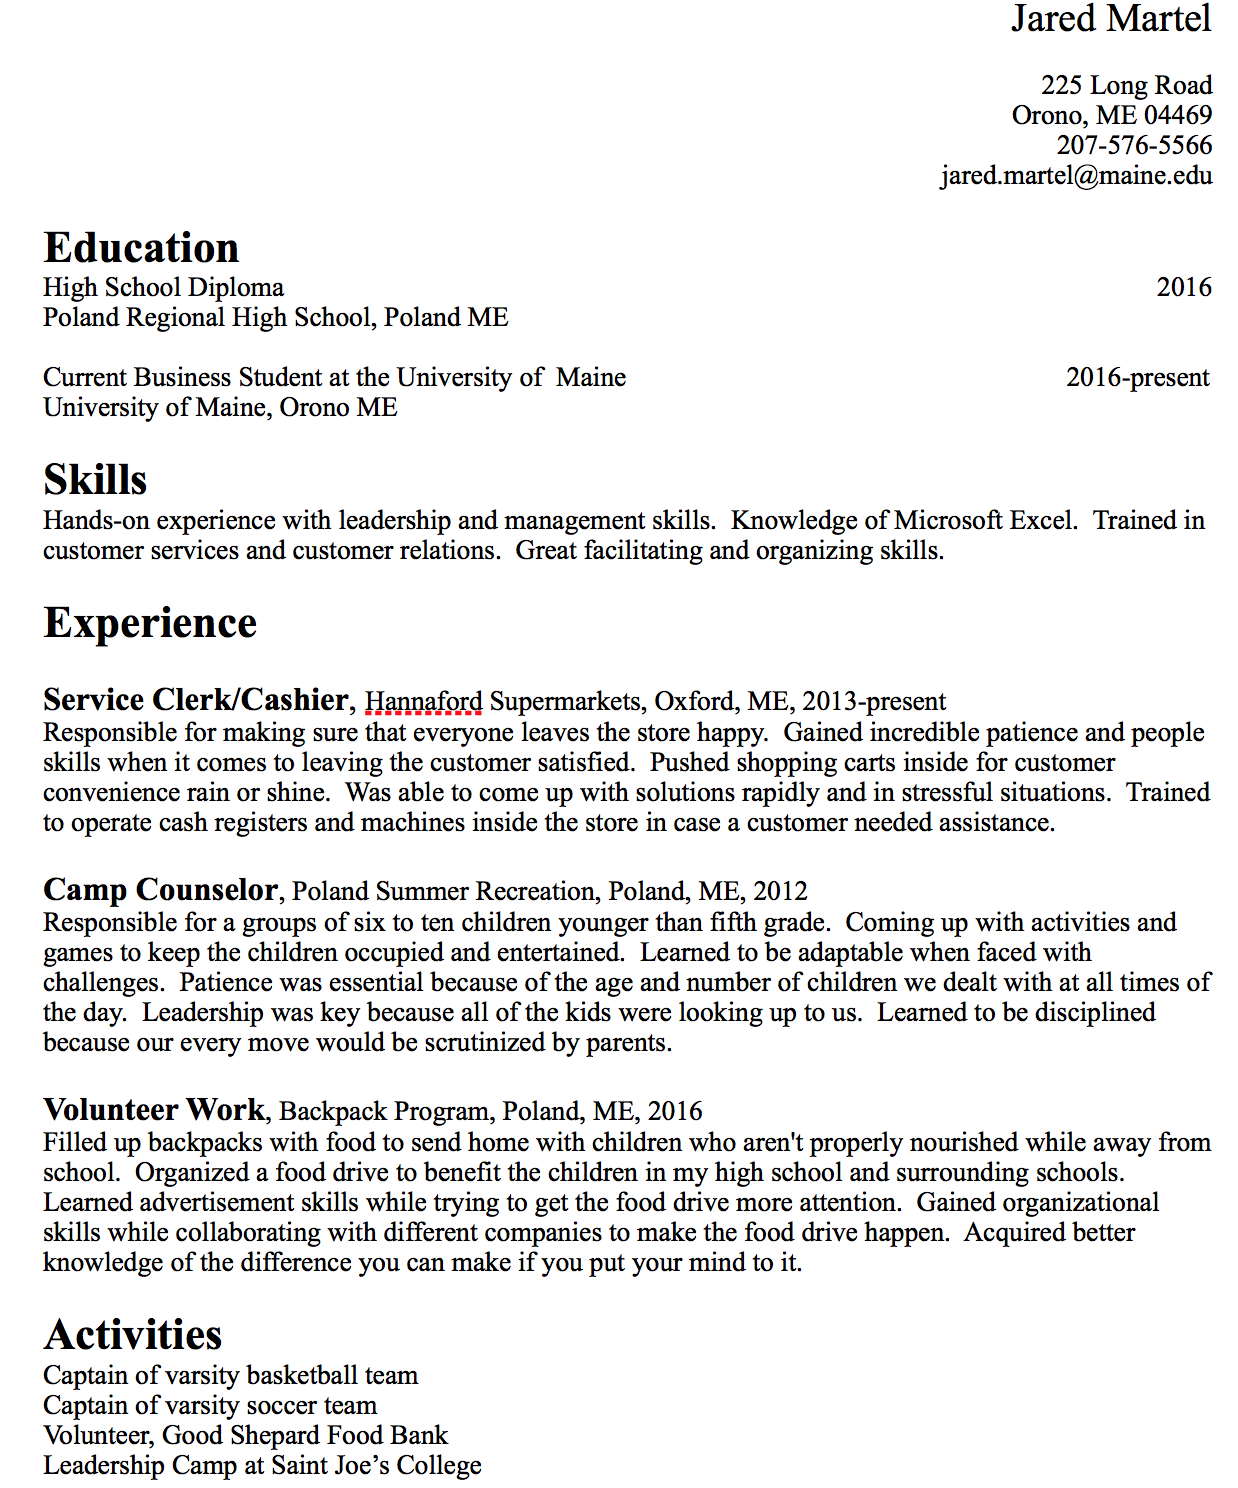 Jared Martel
225 Long Road
Orono, ME 04469
207-576-5566
jared.martel@maine.edu
Education
High School Diploma 2016
Poland Regional High School, Poland ME
Current Business Student at the University of  Maine 2016-present
University of Maine, Orono ME
Skills
Hands-on experience with leadership and management skills.  Knowledge of Microsoft Excel.  Trained in
customer services and customer relations.  Great facilitating and organizing skills.
Experience
Service Clerk/Cashier, Hannaford Supermarkets, Oxford, ME, 2013-present
Responsible for making sure that everyone leaves the store happy.  Gained incredible patience and people
skills when it comes to leaving the customer satisfied.  Pushed shopping carts inside for customer
convenience rain or shine.  Was able to come up with solutions rapidly and in stressful situations.  Trained
to operate cash registers and machines inside the store in case a customer needed assistance.
Camp Counselor, Poland Summer Recreation, Poland, ME, 2012
Responsible for a groups of six to ten children younger than fifth grade.  Coming up with activities and
games to keep the children occupied and entertained.  Learned to be adaptable when faced with
challenges.  Patience was essential because of the age and number of children we dealt with at all times of
the day.  Leadership was key because all of the kids were looking up to us.  Learned to be disciplined
because our every move would be scrutinized by parents.
Volunteer Work, Backpack Program, Poland, ME, 2016
Filled up backpacks with food to send home with children who aren't properly nourished while away from
school.  Organized a food drive to benefit the children in my high school and surrounding schools.
Learned advertisement skills while trying to get the food drive more attention.  Gained organizational
skills while collaborating with different companies to make the food drive happen.  Acquired better
knowledge of the difference you can make if you put your mind to it.
Activities
Captain of varsity basketball team
Captain of varsity soccer team
Volunteer, Good Shepard Food Bank
Leadership Camp at Saint Joe’s College